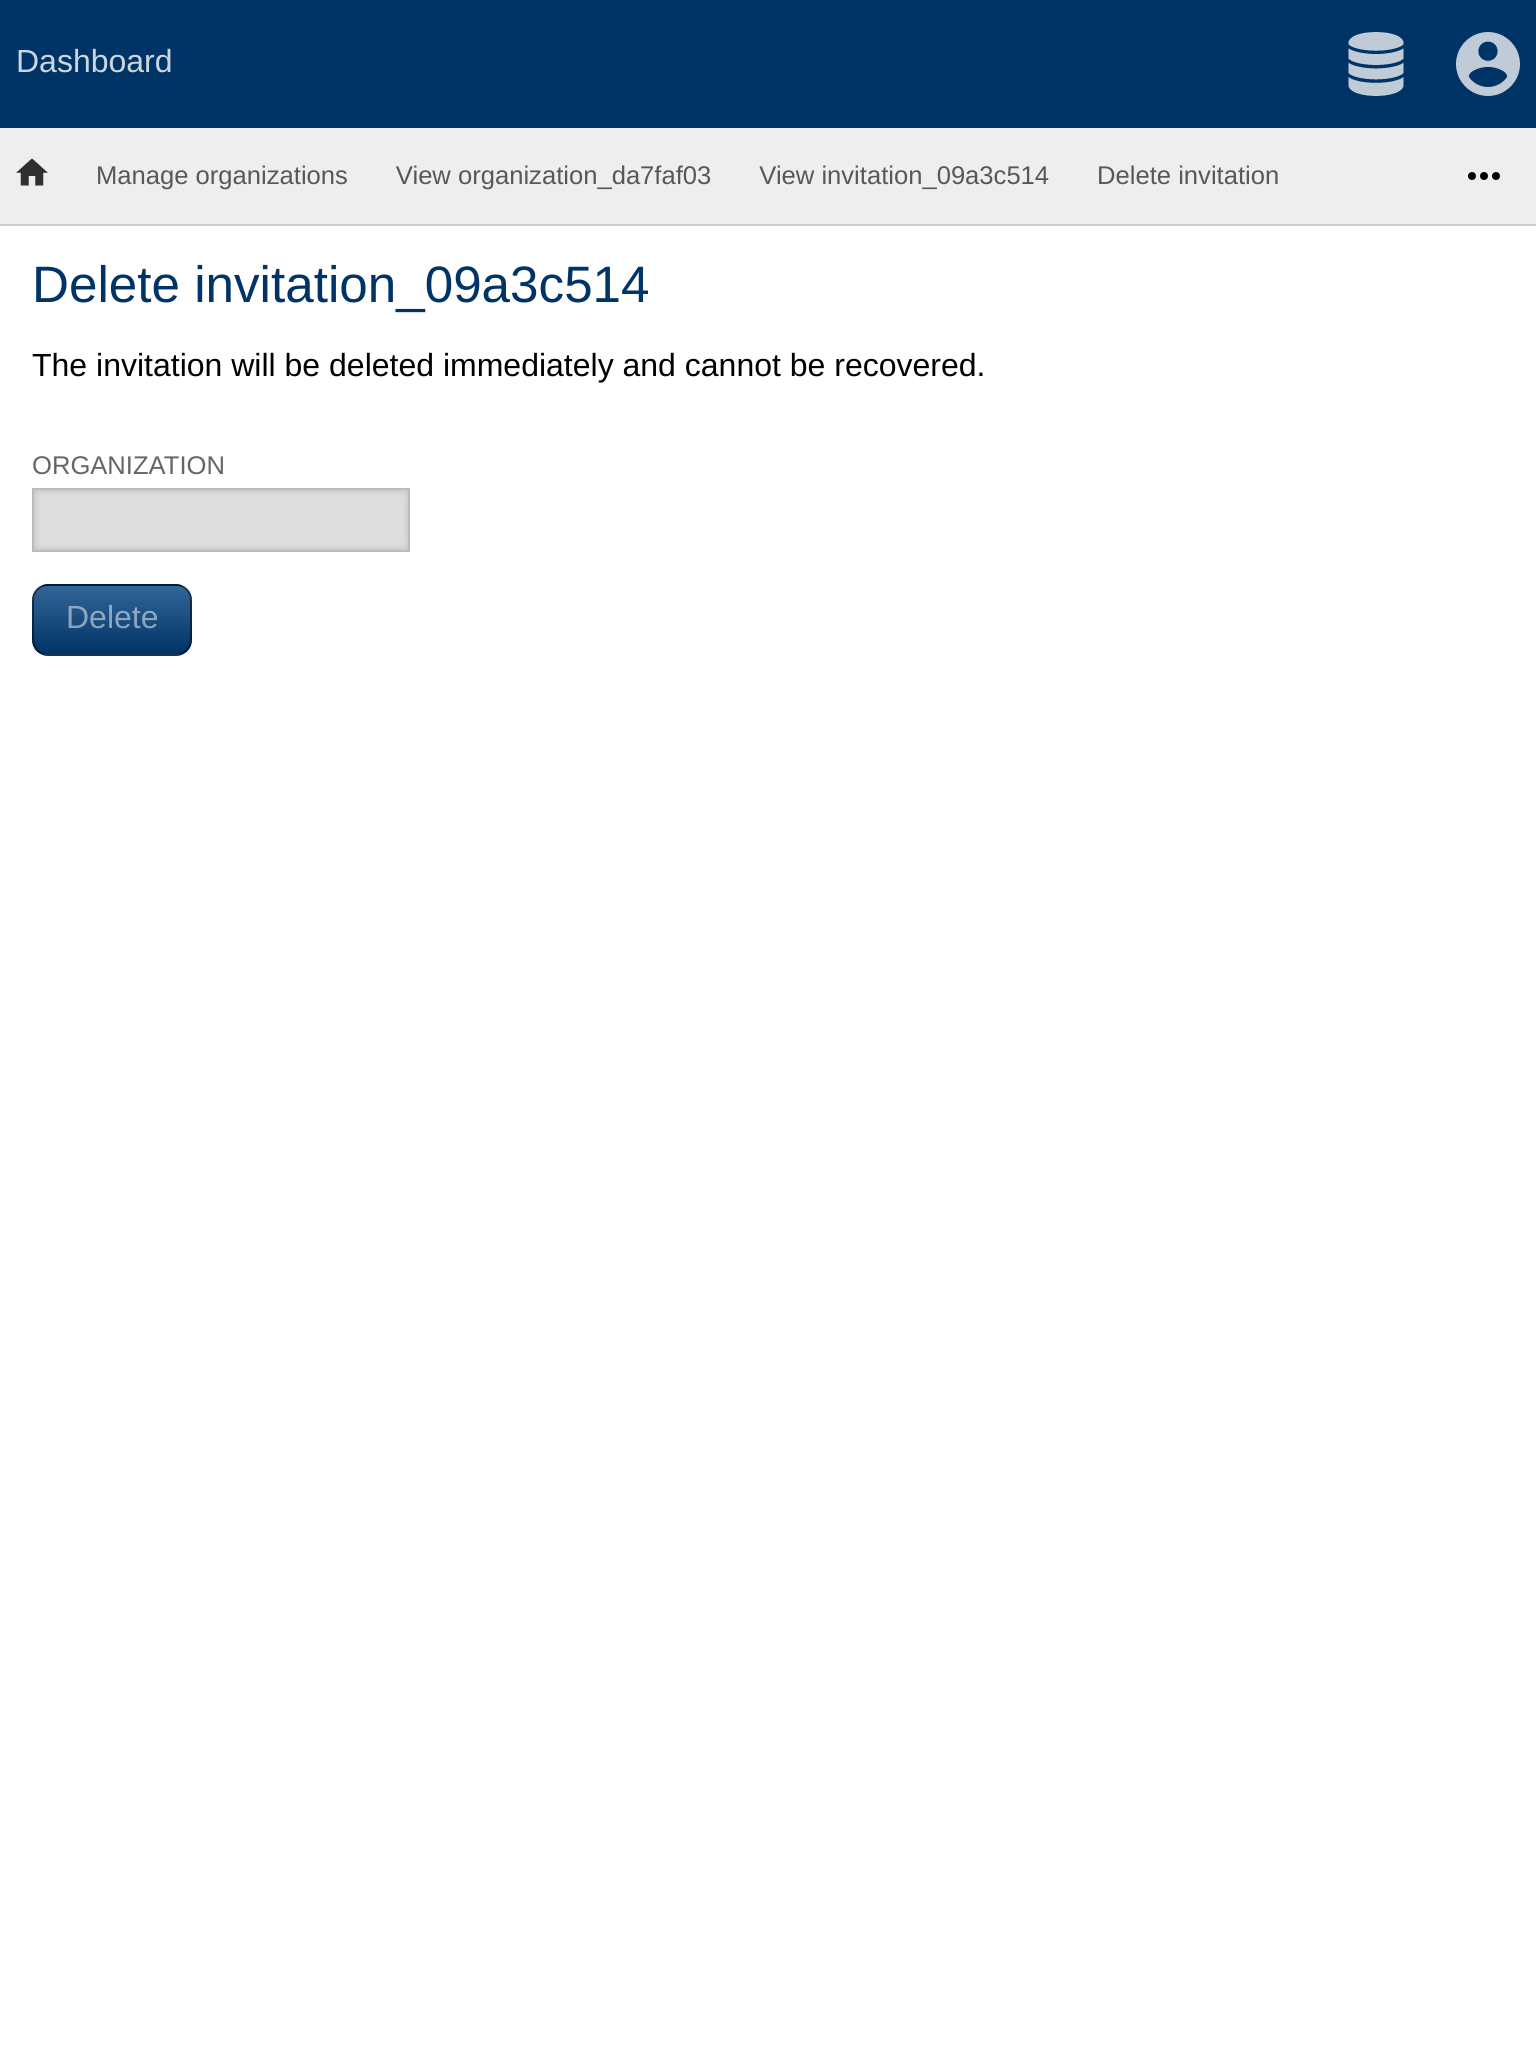 Dashboard
Manage organizations View organization_da7faf03 View invitation_09a3c514 Delete invitation
Delete invitation_09a3c514
The invitation will be deleted immediately and cannot be recovered.
ORGANIZATION
Delete